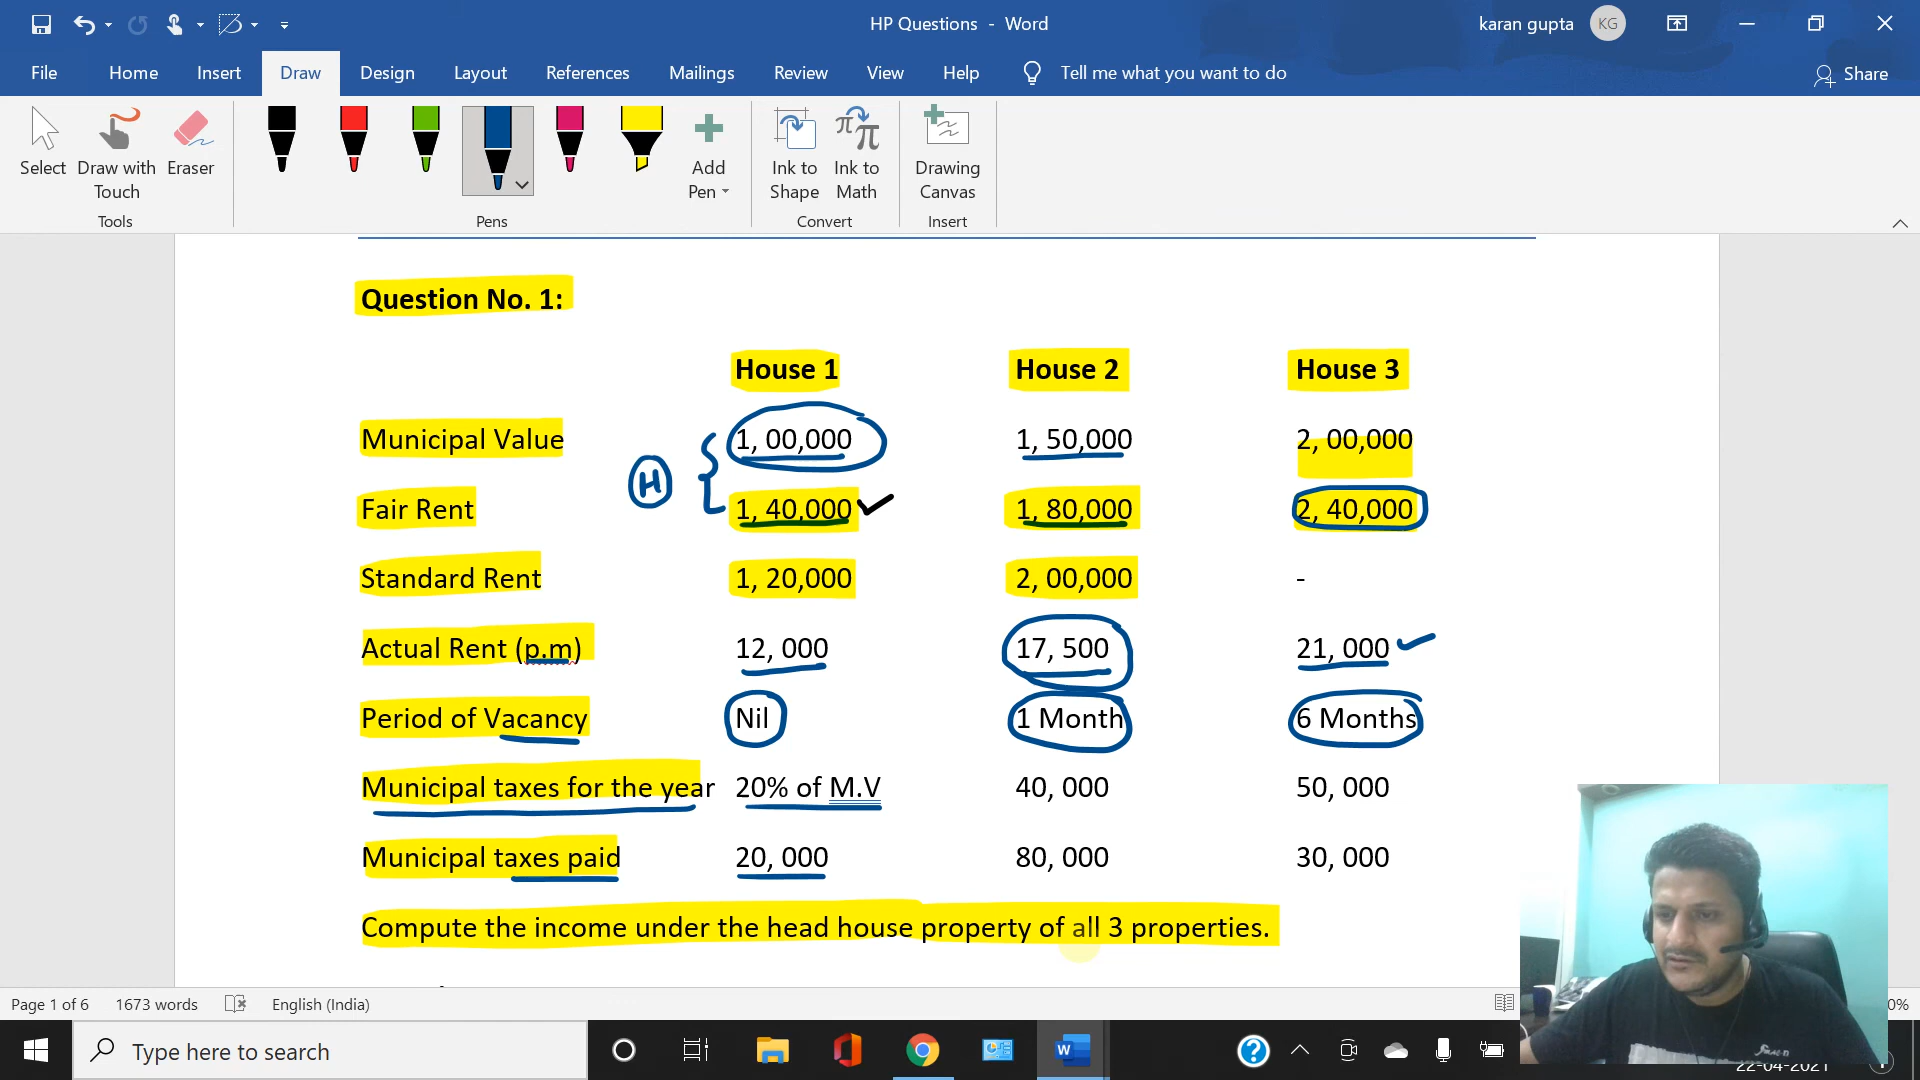 HP Questions - Word
karan gupta KG
File Home Insert Draw Design Layout References Mailings Review View Help Tell me what you want to do Share
Select Draw with Touch Eraser Add Pen Ink to Shape Ink to Math Drawing Canvas
Tools Pens Convert Insert
Question No. 1:
House 1 House 2 House 3
Municipal Value 1, 00,000 1, 50,000 2, 00,000
H
Fair Rent 1, 40,000 1, 80,000 2, 40,000
Standard Rent 1, 20,000 2, 00,000 -
Actual Rent (p.m) 12, 000 17, 500 21, 000
Period of Vacancy Nil 1 Month 6 Months
Municipal taxes for the year 20% of M.V 40, 000 50, 000
Municipal taxes paid 20, 000 80, 000 30, 000
Compute the income under the head house property of all 3 properties.
Page 1 of 6 1673 words English (India) 0%
Type here to search
22-04-2021